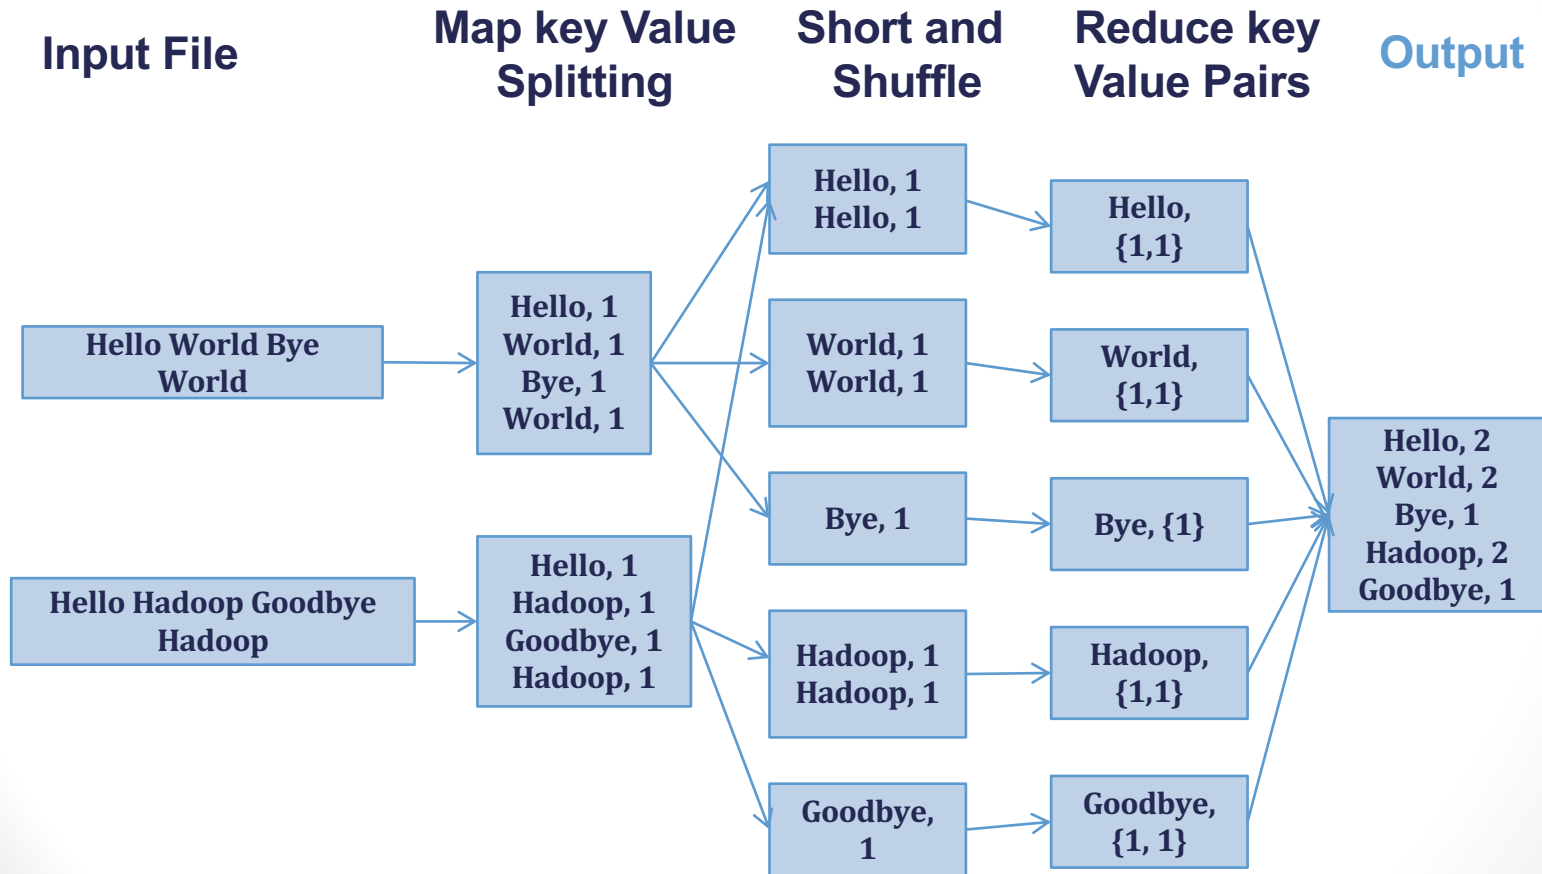 Input File
Map key Value
Splitting
Short and
Shuffle
Reduce key
Value Pairs
Output
Hello World Bye
World
Hello Hadoop Goodbye
Hadoop
Hello, 1
World, 1
Bye, 1
World, 1
Hello, 1
Hadoop, 1
Goodbye, 1
Hadoop, 1
Hello, 1
Hello, 1
World, 1
World, 1
Bye, 1
Hadoop, 1
Hadoop, 1
Goodbye,
1
Hello,
{1,1}
World,
{1,1}
Bye, {1}
Hadoop,
{1,1}
Goodbye,
{1, 1}
Hello, 2
World, 2
Bye, 1
Hadoop, 2
Goodbye, 1